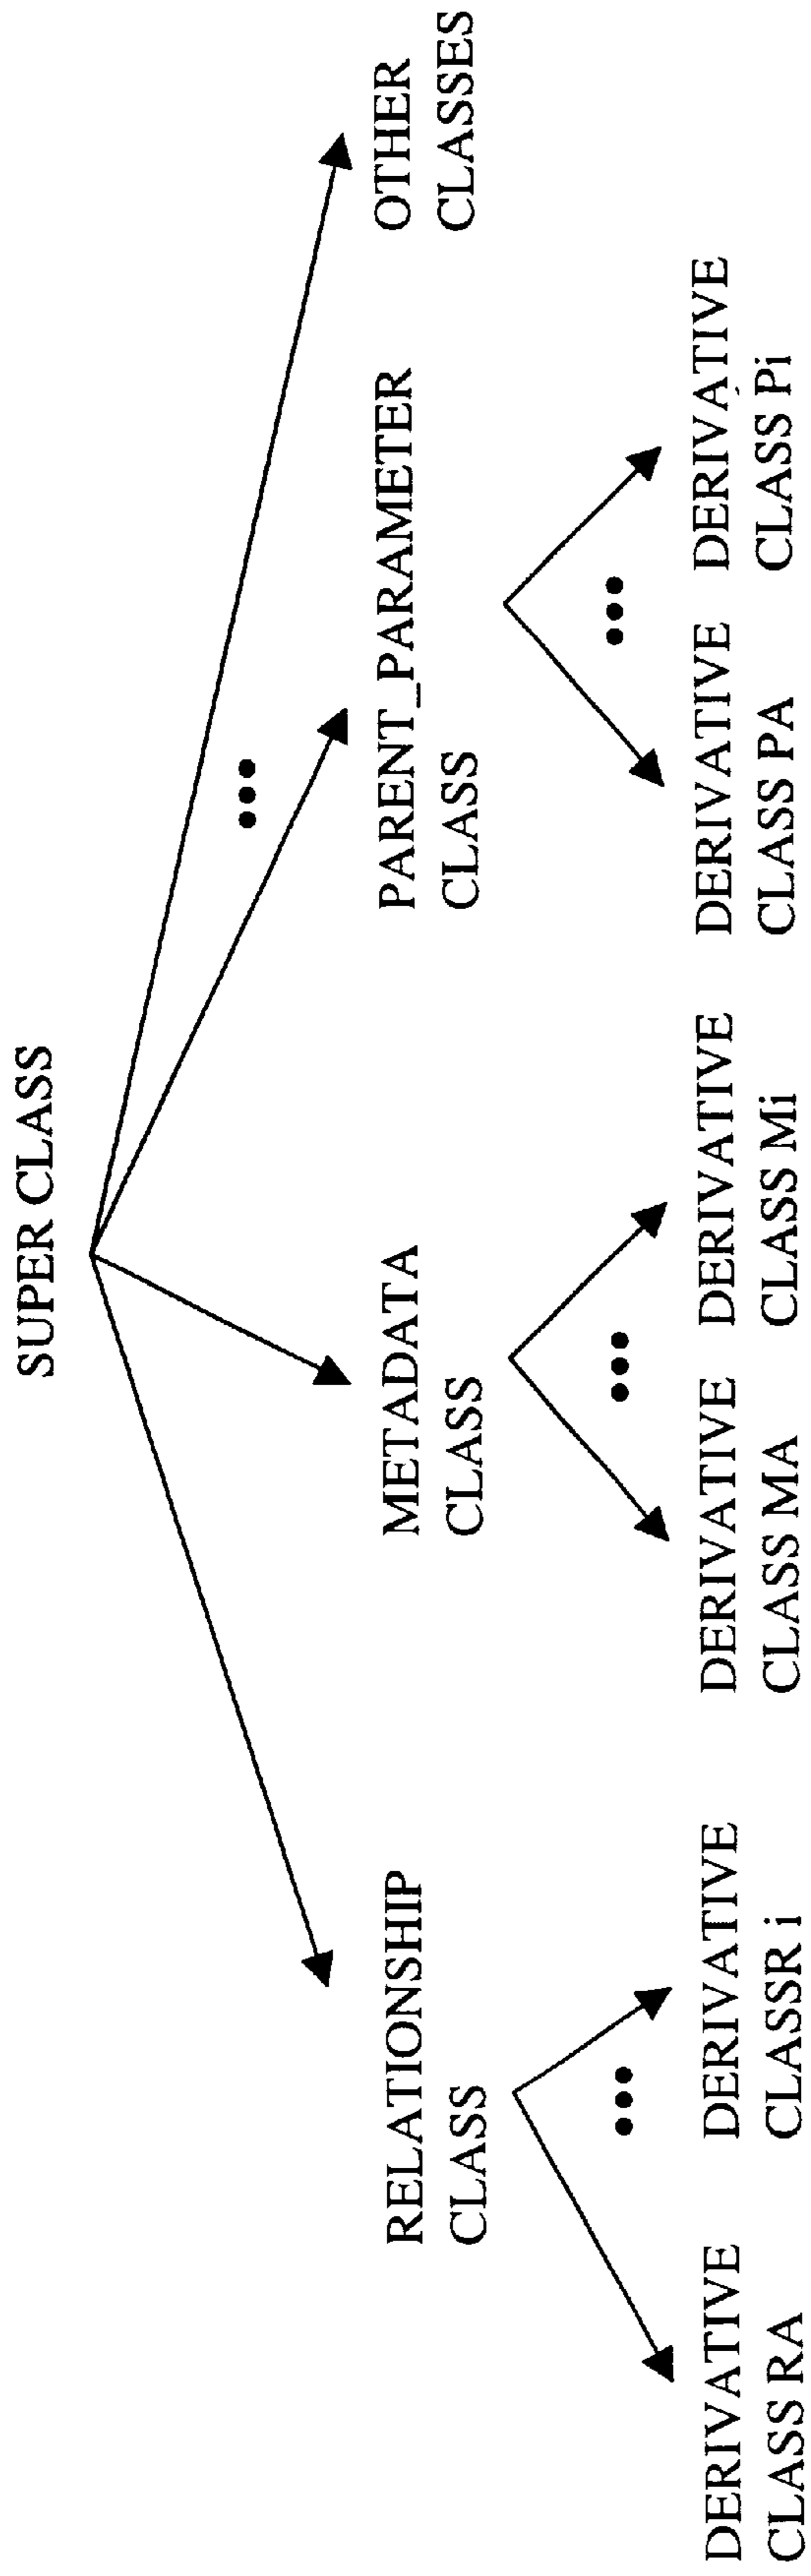 SUPER CLASS
RELATIONSHIP
CLASS
METADATA
CLASS
PARENT_PARAMETER
CLASS
OTHER
CLASSES
DERIVATIVE
CLASS RA
DERIVATIVE
CLASSR i
DERIVATIVE
CLASS MA
DERIVATIVE
CLASS Mi
DERIVATIVE
CLASS PA
DERIVATIVE
CLASS Pi